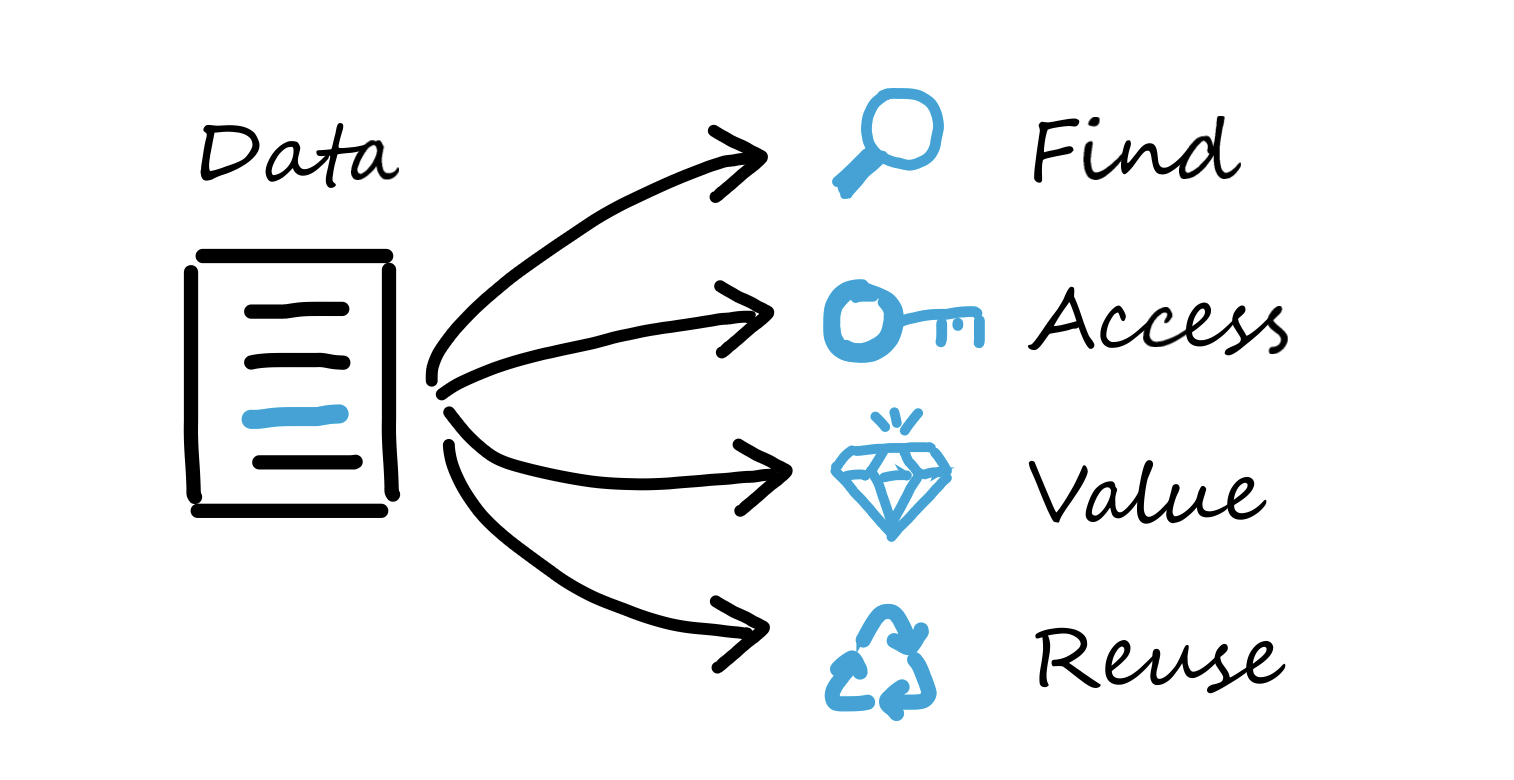 Data
Find
Access
Value
Reuse